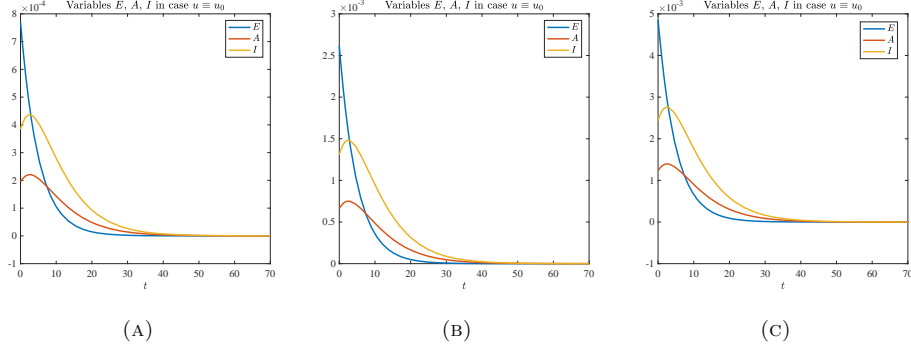 ×10⁻⁴ Variables E, A, I in case u ≡ u₀
8
7
6
5
4
3
2
1
0
-1
0 10 20 30 40 50 60 70
t
E
A
I
(A)
×10⁻³ Variables E, A, I in case u ≡ u₀
3
2.5
2
1.5
1
0.5
0
0 10 20 30 40 50 60 70
t
E
A
I
(B)
×10⁻³ Variables E, A, I in case u ≡ u₀
5
4
3
2
1
0
-1
0 10 20 30 40 50 60 70
t
E
A
I
(C)